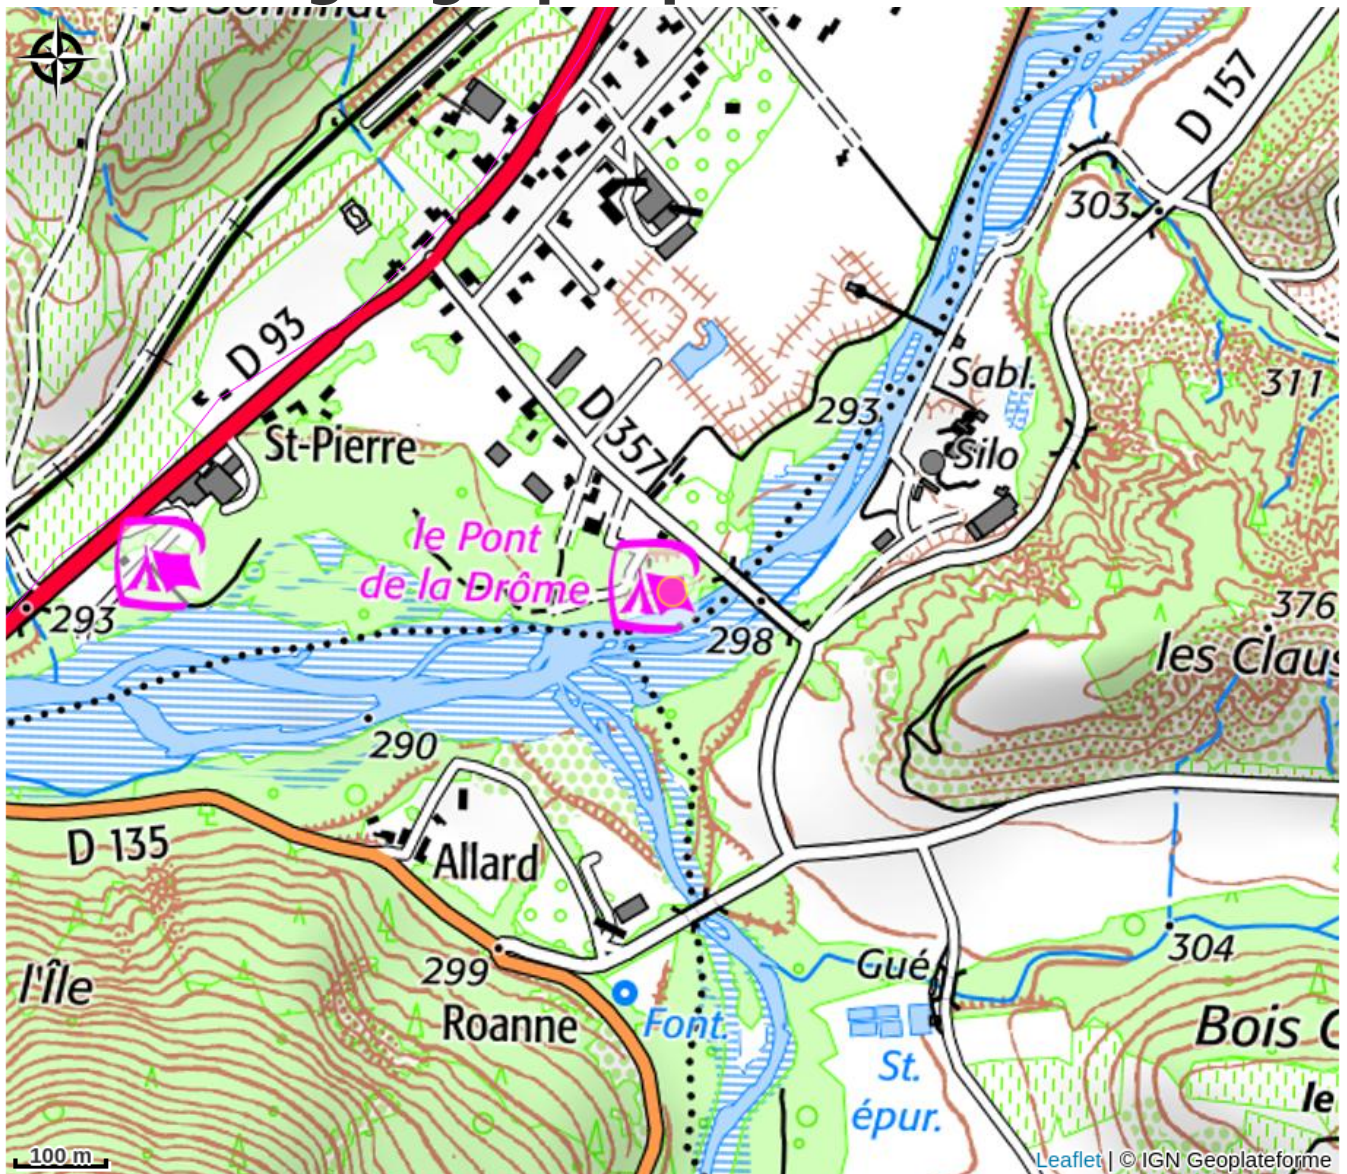 D 157
303
D 93
Sabl.
311
293
D 357
St-Pierre
Silo
le Pont
de la Drôme
293
376
298
les Claus
290
D 135
Allard
304
Gué
299
l'Île
Roanne
Font.
Bois
St.
épur.
le
100 m
Leaflet | © IGN Geoplateforme